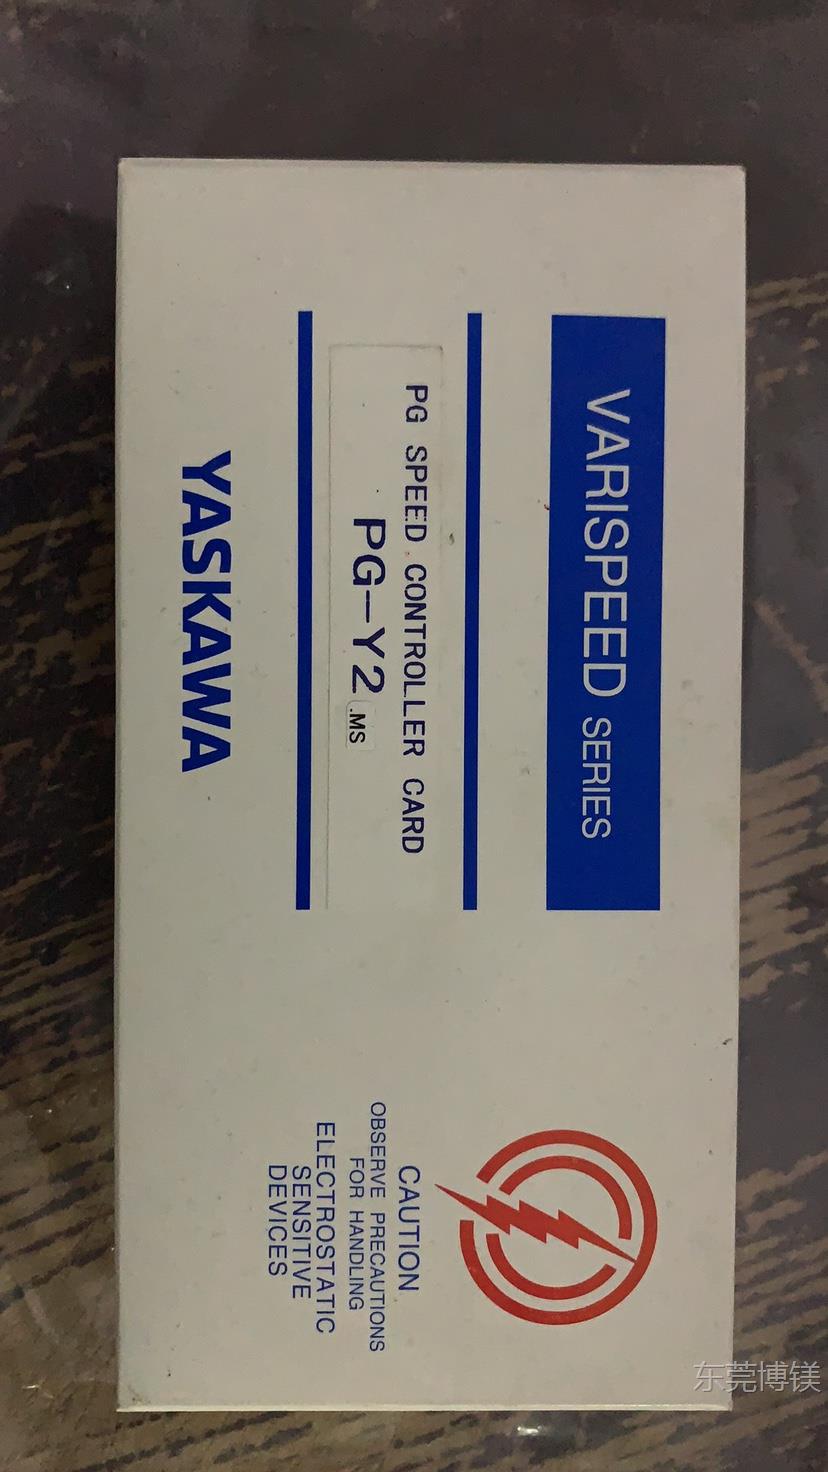 VARISPEED SERIES
PG SPEED CONTROLLER CARD
PG—Y2.MS
YASKAWA
CAUTION
OBSERVE PRECAUTIONS
FOR HANDLING
ELECTROSTATIC
SENSITIVE
DEVICES
东莞博镁